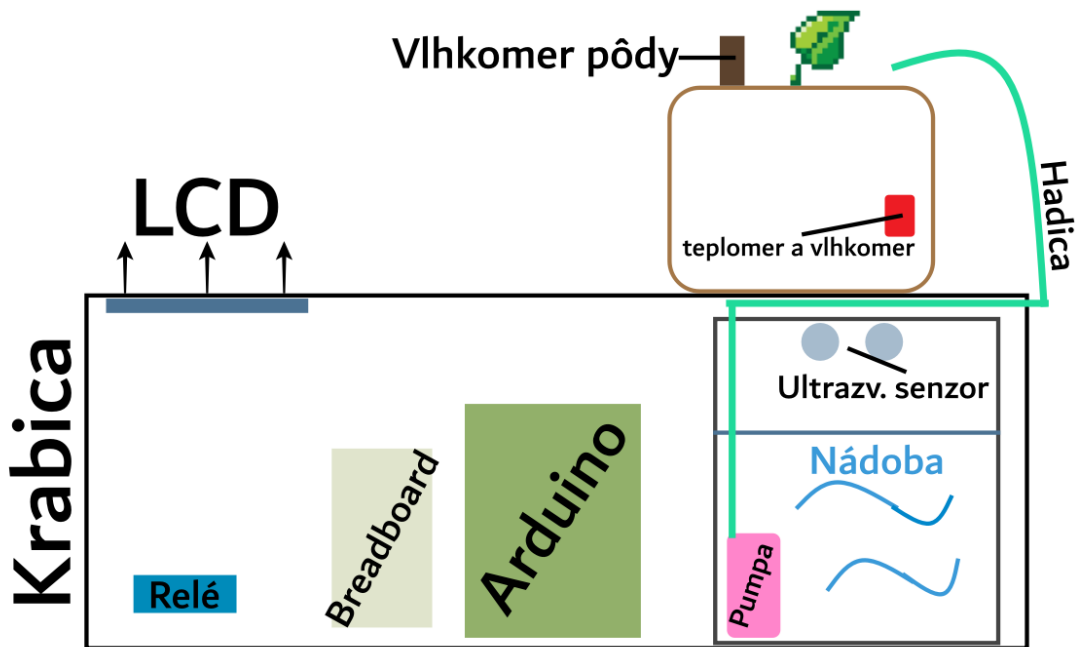 Vlhkomer pôdy
Hadica
LCD
teplomer a vlhkomer
Krabica
Ultrazv. senzor
Nádoba
Breadboard
Arduino
Relé
Pumpa